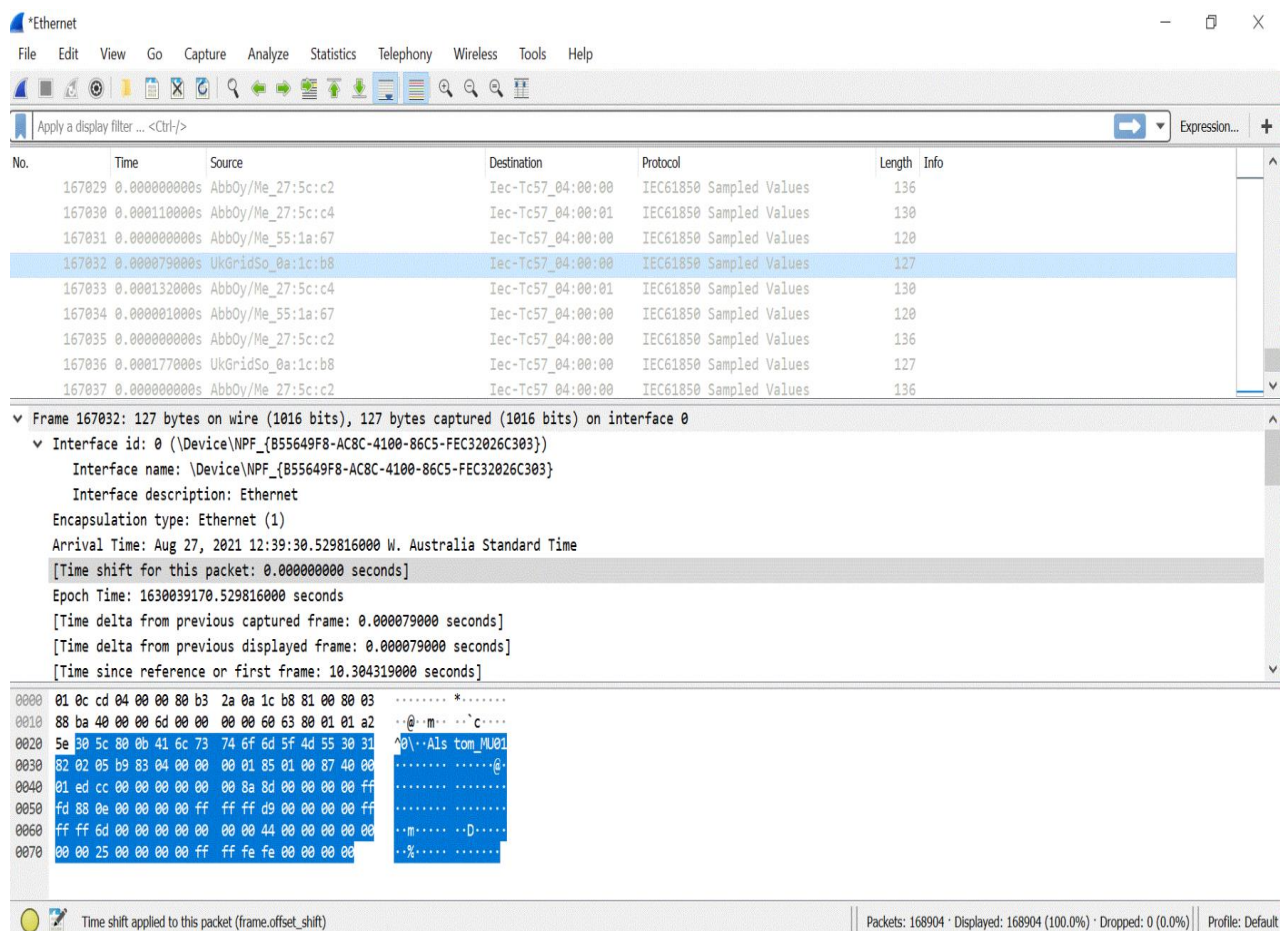 *Ethernet
File Edit View Go Capture Analyze Statistics Telephony Wireless Tools Help
Apply a display filter ... <Ctrl-/> Expression... +
No. Time Source Destination Protocol Length Info
167029 0.000000000s AbbOy/Me_27:5c:c2 Iec-Tc57_04:00:00 IEC61850 Sampled Values 136
167030 0.000110000s AbbOy/Me_27:5c:c4 Iec-Tc57_04:00:01 IEC61850 Sampled Values 130
167031 0.000000000s AbbOy/Me_55:1a:67 Iec-Tc57_04:00:00 IEC61850 Sampled Values 120
167032 0.000079000s UkGridSo_0a:1c:b8 Iec-Tc57_04:00:00 IEC61850 Sampled Values 127
167033 0.000132000s AbbOy/Me_27:5c:c4 Iec-Tc57_04:00:01 IEC61850 Sampled Values 130
167034 0.000001000s AbbOy/Me_55:1a:67 Iec-Tc57_04:00:00 IEC61850 Sampled Values 120
167035 0.000000000s AbbOy/Me_27:5c:c2 Iec-Tc57_04:00:00 IEC61850 Sampled Values 136
167036 0.000177000s UkGridSo_0a:1c:b8 Iec-Tc57_04:00:00 IEC61850 Sampled Values 127
167037 0.000000000s AbbOy/Me_27:5c:c2 Iec-Tc57_04:00:00 IEC61850 Sampled Values 136
Frame 167032: 127 bytes on wire (1016 bits), 127 bytes captured (1016 bits) on interface 0
Interface id: 0 (\Device\NPF_{B55649F8-AC8C-4100-86C5-FEC32026C303})
Interface name: \Device\NPF_{B55649F8-AC8C-4100-86C5-FEC32026C303}
Interface description: Ethernet
Encapsulation type: Ethernet (1)
Arrival Time: Aug 27, 2021 12:39:30.529816000 W. Australia Standard Time
[Time shift for this packet: 0.000000000 seconds]
Epoch Time: 1630039170.529816000 seconds
[Time delta from previous captured frame: 0.000079000 seconds]
[Time delta from previous displayed frame: 0.000079000 seconds]
[Time since reference or first frame: 10.304319000 seconds]
0000 01 0c cd 04 00 00 80 b3 2a 0a 1c b8 81 00 80 03 ········ *·······
0010 88 ba 40 00 00 6d 00 00 00 00 60 63 80 01 01 a2 ··@··m·· ··`c····
0020 5e 30 5c 80 0b 41 6c 73 74 6f 6d 5f 4d 55 30 31 ^0\··Als tom_MU01
0030 82 02 05 b9 83 04 00 00 00 01 85 01 00 87 40 00 ········ ······@·
0040 01 ed cc 00 00 00 00 00 00 8a 8d 00 00 00 00 ff ········ ········
0050 fd 88 0e 00 00 00 00 ff ff ff d9 00 00 00 00 ff ········ ········
0060 ff ff 6d 00 00 00 00 00 00 00 44 00 00 00 00 00 ··m····· ··D·····
0070 00 00 25 00 00 00 00 ff ff fe fe 00 00 00 00 ··%····· ·······
Time shift applied to this packet (frame.offset_shift) Packets: 168904 · Displayed: 168904 (100.0%) · Dropped: 0 (0.0%) Profile: Default